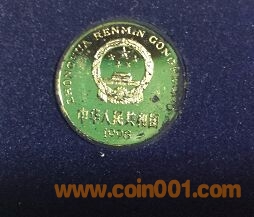 ZHONGHUA RENMIN GONGHEGUO
中华人民共和国
www.coin001.com